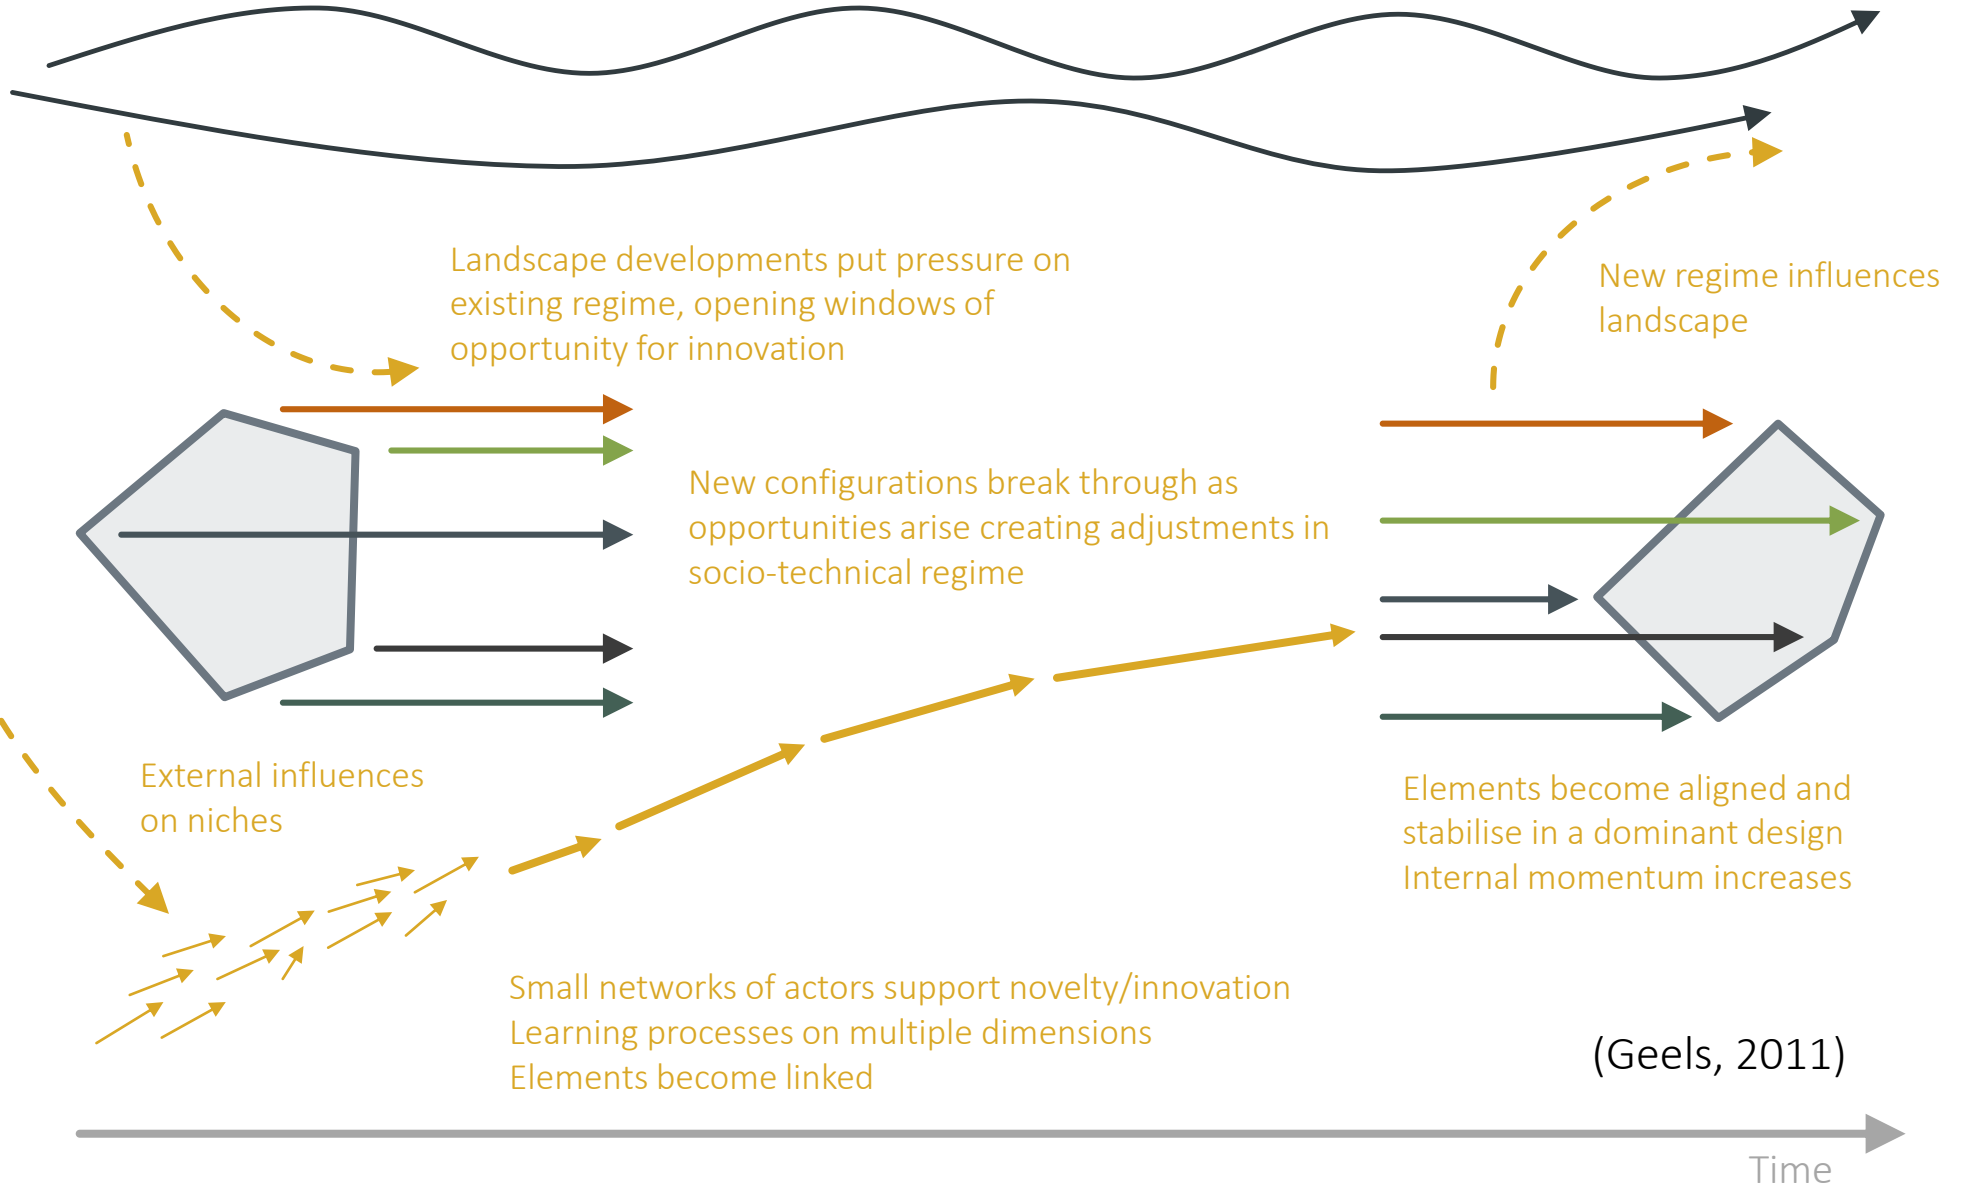 Landscape developments put pressure on
existing regime, opening windows of
opportunity for innovation
New regime influences
landscape
New configurations break through as
opportunities arise creating adjustments in
socio-technical regime
External influences
on niches
Elements become aligned and
stabilise in a dominant design
Internal momentum increases
Small networks of actors support novelty/innovation
Learning processes on multiple dimensions
Elements become linked
(Geels, 2011)
Time